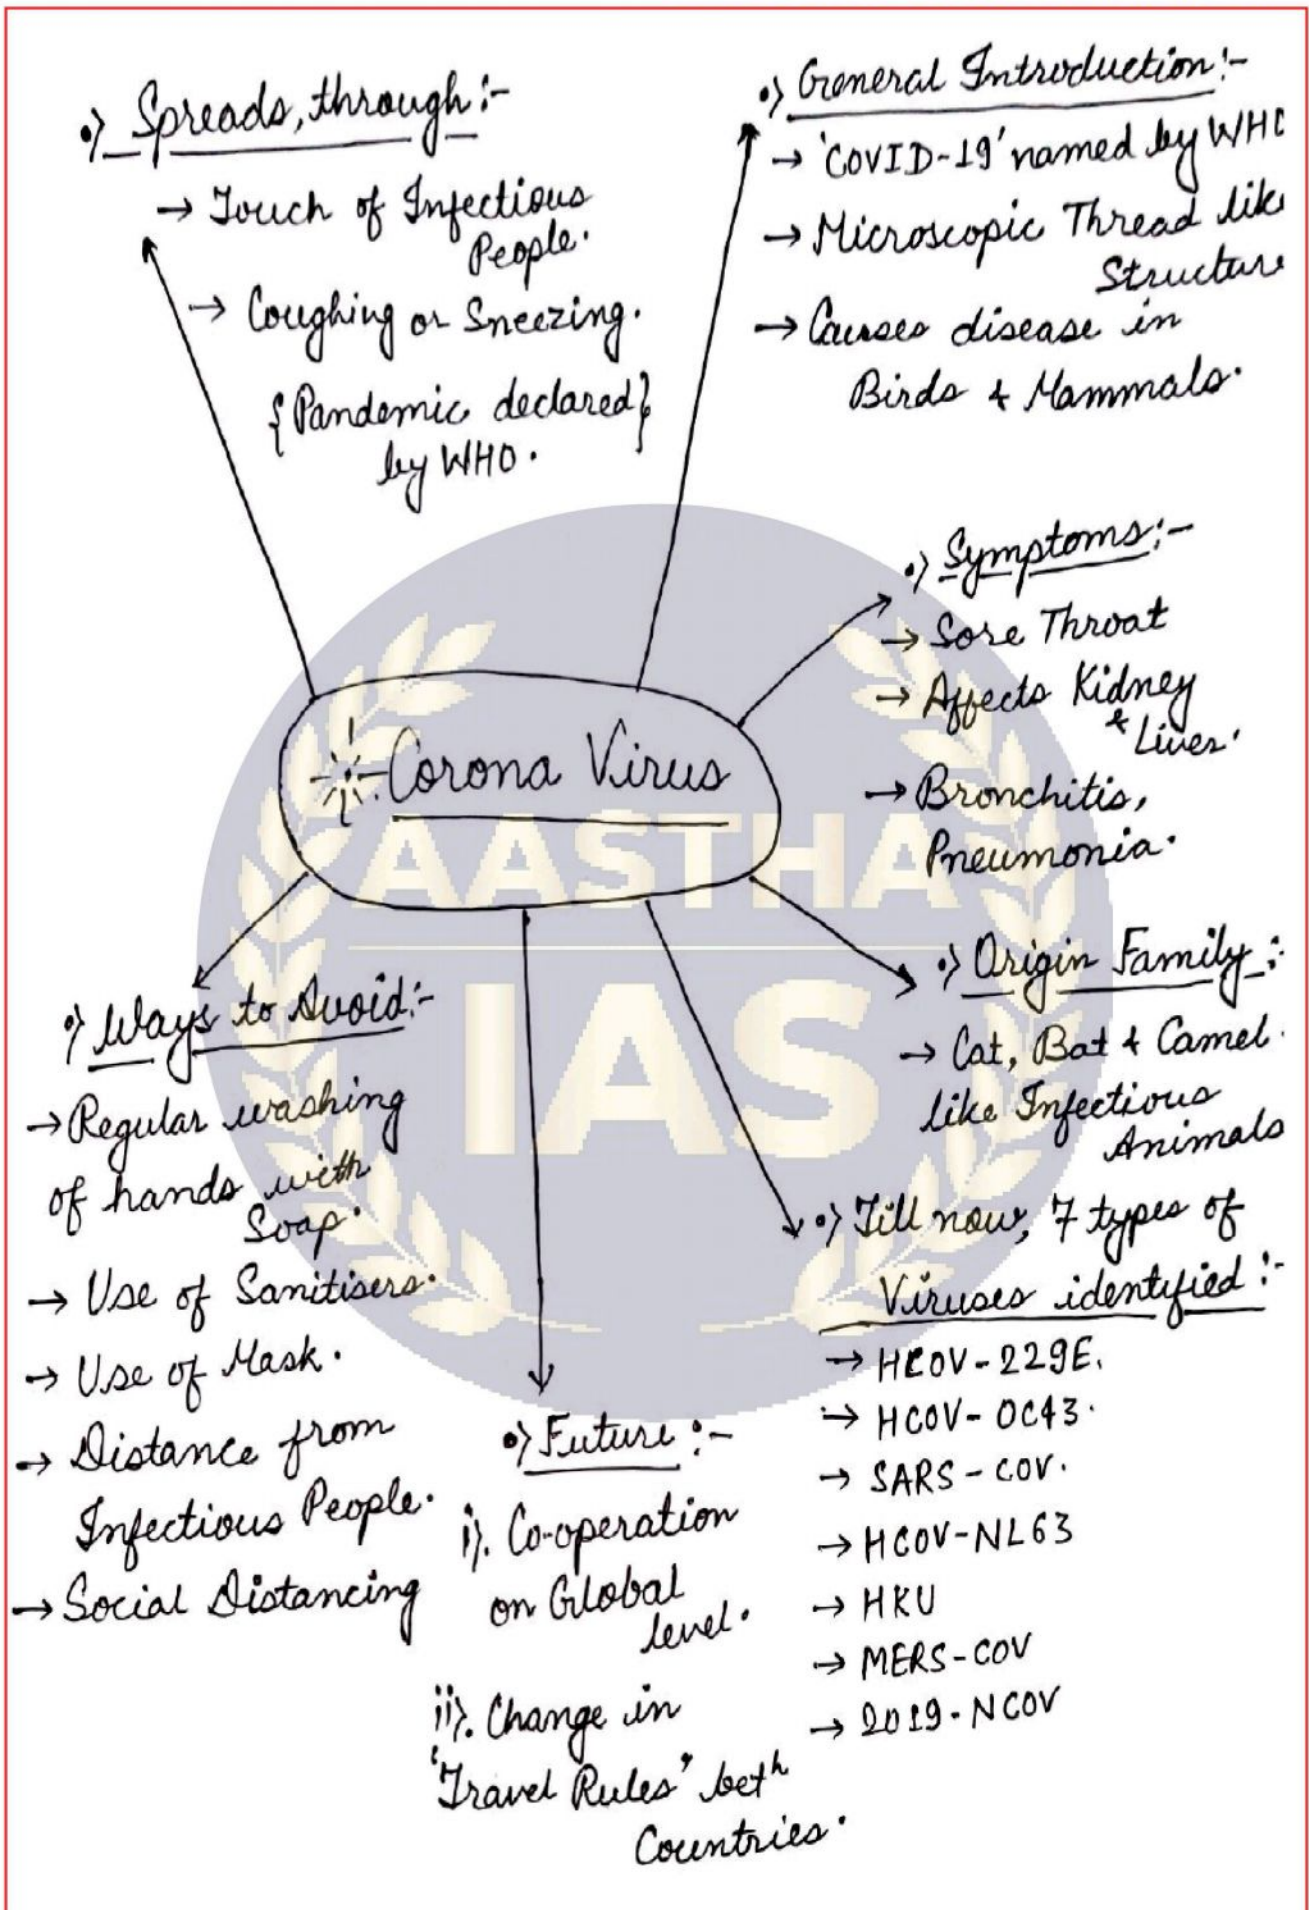 •) Spreads, through :-
→ Touch of Infectious
People.
→ Coughing or Sneezing.
{Pandemic declared}
by WHO.
•) General Introduction :-
→ 'COVID-19' named by WHO
→ Microscopic Thread like
Structure
→ Causes disease in
Birds & Mammals.
•) Symptoms :-
→ Sore Throat
→ Affects Kidney
& Liver.
→ Bronchitis,
Pneumonia.
Corona Virus
AASTHA
IAS
•) Origin Family :-
→ Cat, Bat & Camel.
like Infectious
Animals
•) Till now, 7 types of
Viruses identified :-
→ HCOV-229E.
→ HCOV-OC43.
→ SARS-COV.
→ HCOV-NL63
→ HKU
→ MERS-COV
→ 2019-NCOV
•) Ways to Avoid :-
→ Regular washing
of hands with
Soap.
→ Use of Sanitisers.
→ Use of Mask.
→ Distance from
Infectious People.
→ Social Distancing
•) Future :-
i). Co-operation
on Global
level.
ii). Change in
'Travel Rules' betⁿ
Countries.